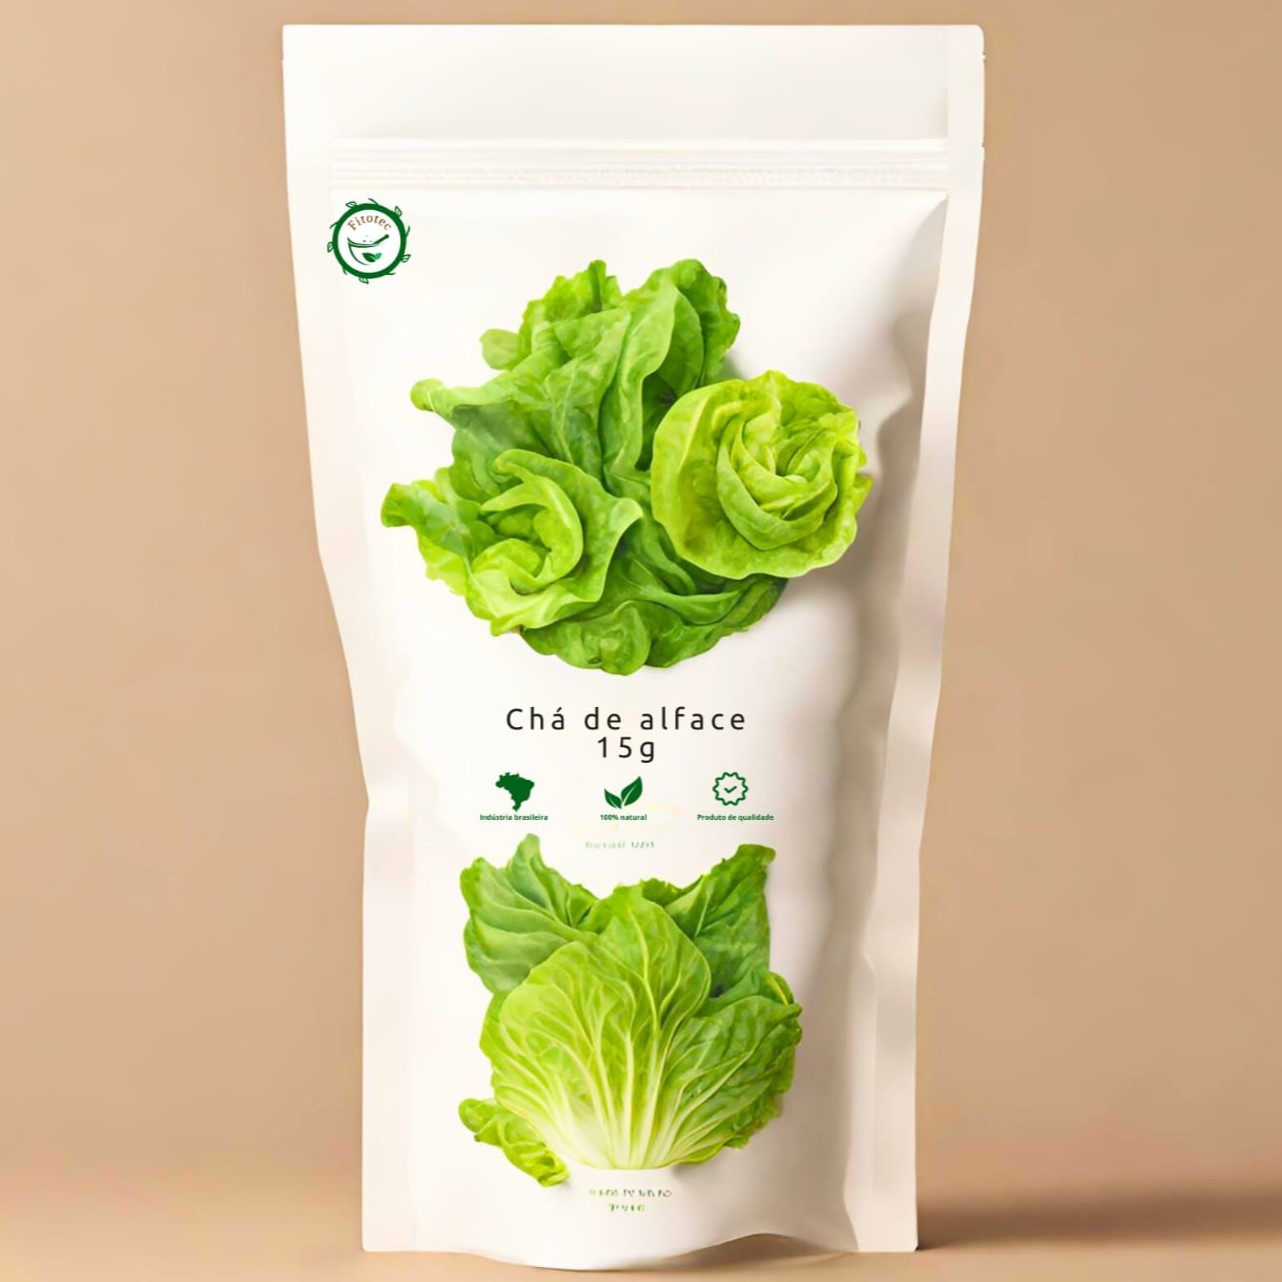 Fitotec
Chá de alface
15g
Indústria brasileira
100% natural
Produto de qualidade